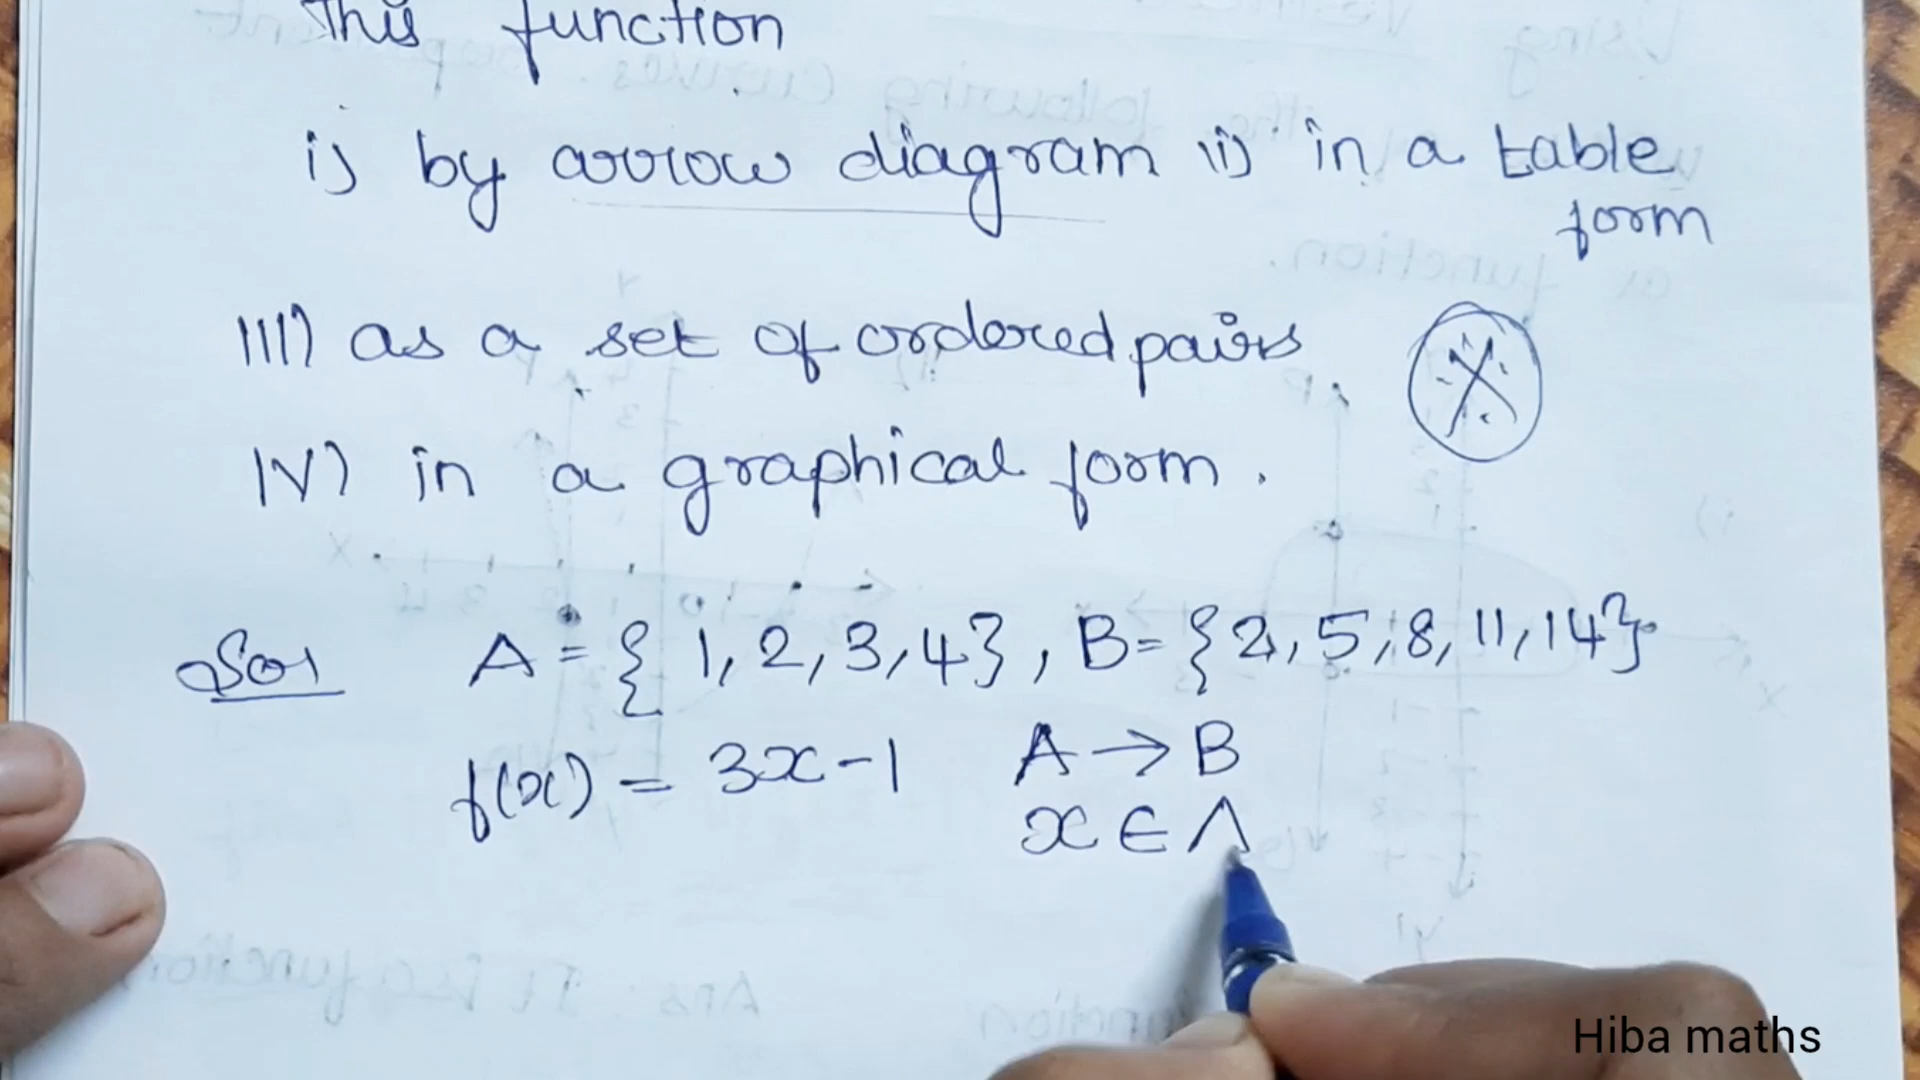 This function
i) by arrow diagram ii) in a table
form
III) as a set of ordered pairs
IV) in a graphical form.
Sol A = { 1, 2, 3, 4}, B = {2, 5, 8, 11, 14}
f(x) = 3x - 1 A → B
x ∈ A
Hiba maths